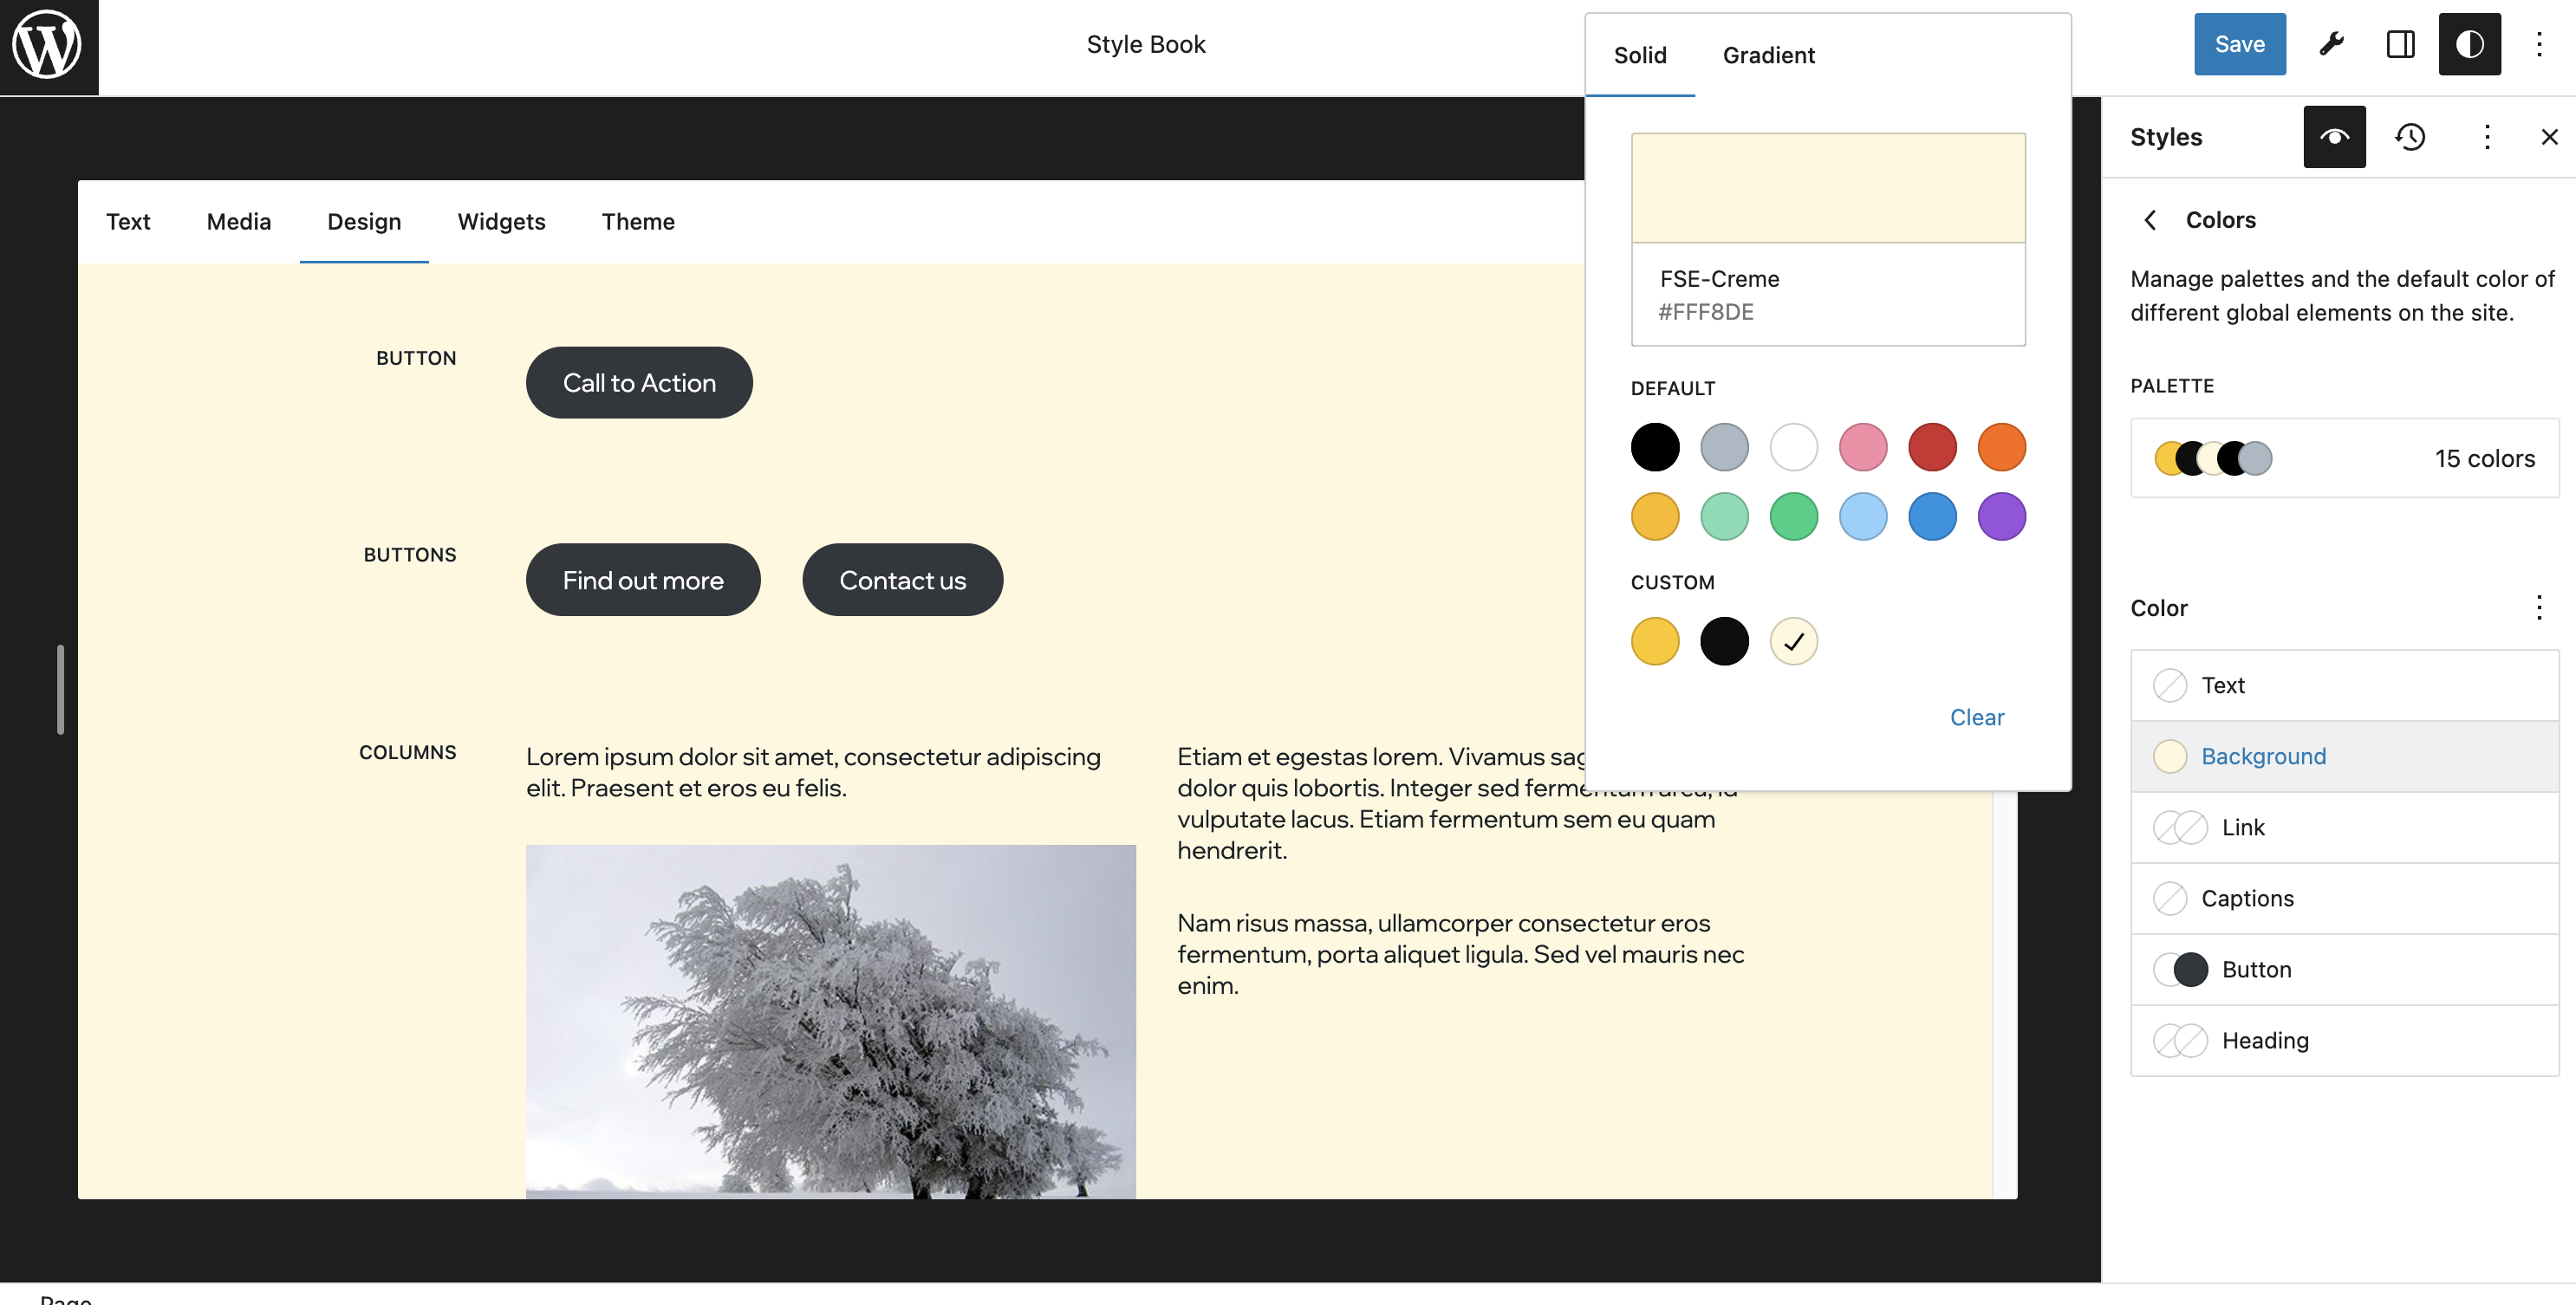 Style Book
Save
Solid
Gradient
FSE-Creme
#FFF8DE
DEFAULT
CUSTOM
Clear
Text
Media
Design
Widgets
Theme
BUTTON
Call to Action
BUTTONS
Find out more
Contact us
COLUMNS
Lorem ipsum dolor sit amet, consectetur adipiscing
elit. Praesent et eros eu felis.
Etiam et egestas lorem. Vivamus
dolor quis lobortis. Integer sed fermentum
vulputate lacus. Etiam fermentum sem eu quam
hendrerit.
Nam risus massa, ullamcorper consectetur eros
fermentum, porta aliquet ligula. Sed vel mauris nec
enim.
Styles
Colors
Manage palettes and the default color of
different global elements on the site.
PALETTE
15 colors
Color
Text
Background
Link
Captions
Button
Heading
Page